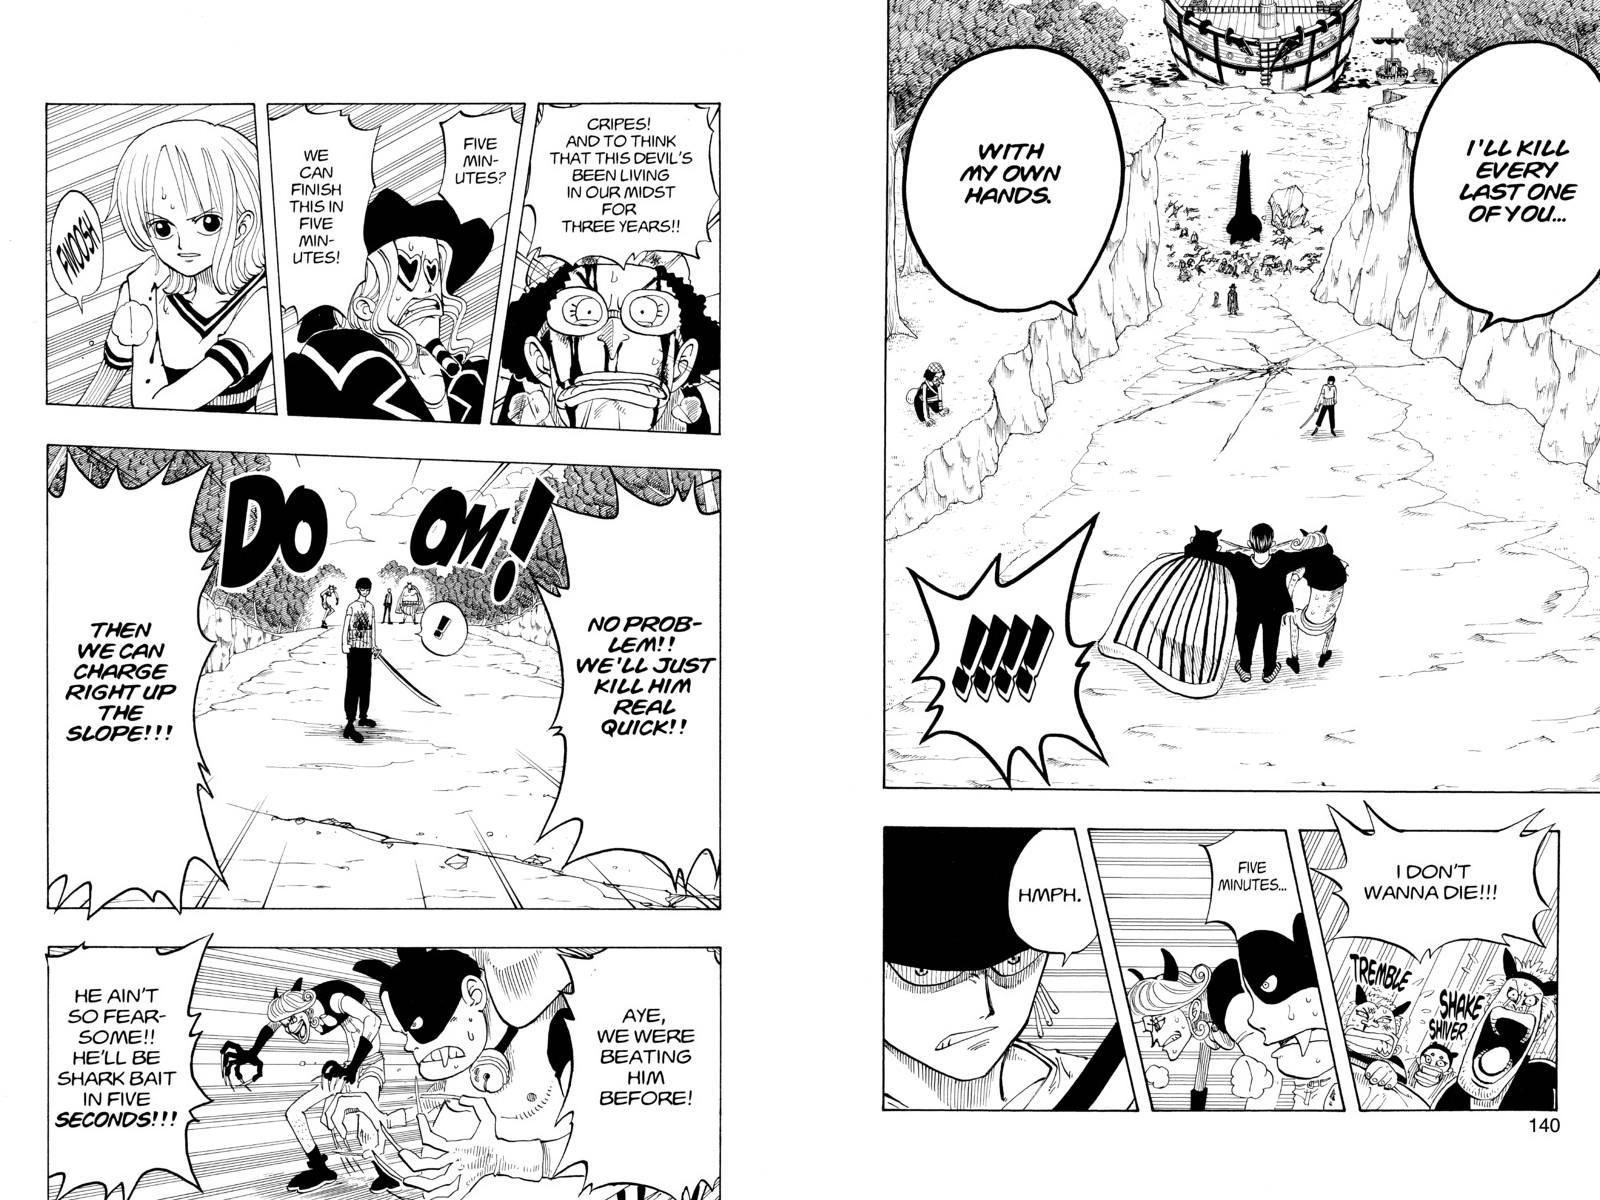 I'LL KILL
EVERY
LAST ONE
OF YOU...
WITH
MY OWN
HANDS.
!!!!
I DON'T
WANNA DIE!!!
TREMBLE
SHAKE
SHIVER
FIVE
MINUTES...
HMPH.
140
CRIPES!
AND TO THINK
THAT THIS DEVIL'S
BEEN LIVING
IN OUR MIDST
FOR
THREE YEARS!!
FIVE
MIN-
UTES?
WE
CAN
FINISH
THIS IN
FIVE
MIN-
UTES!
FWOOSH
DOOM!
!
NO PROB-
LEM!!
WE'LL JUST
KILL HIM
REAL
QUICK!!
THEN
WE CAN
CHARGE
RIGHT UP
THE
SLOPE!!!
AYE,
WE WERE
BEATING
HIM
BEFORE!
HE AIN'T
SO FEAR-
SOME!!
HE'LL BE
SHARK BAIT
IN FIVE
SECONDS!!!